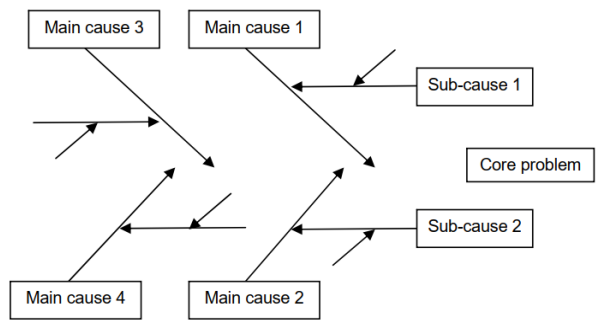 Main cause 3
Main cause 1
Sub-cause 1
Core problem
Sub-cause 2
Main cause 4
Main cause 2